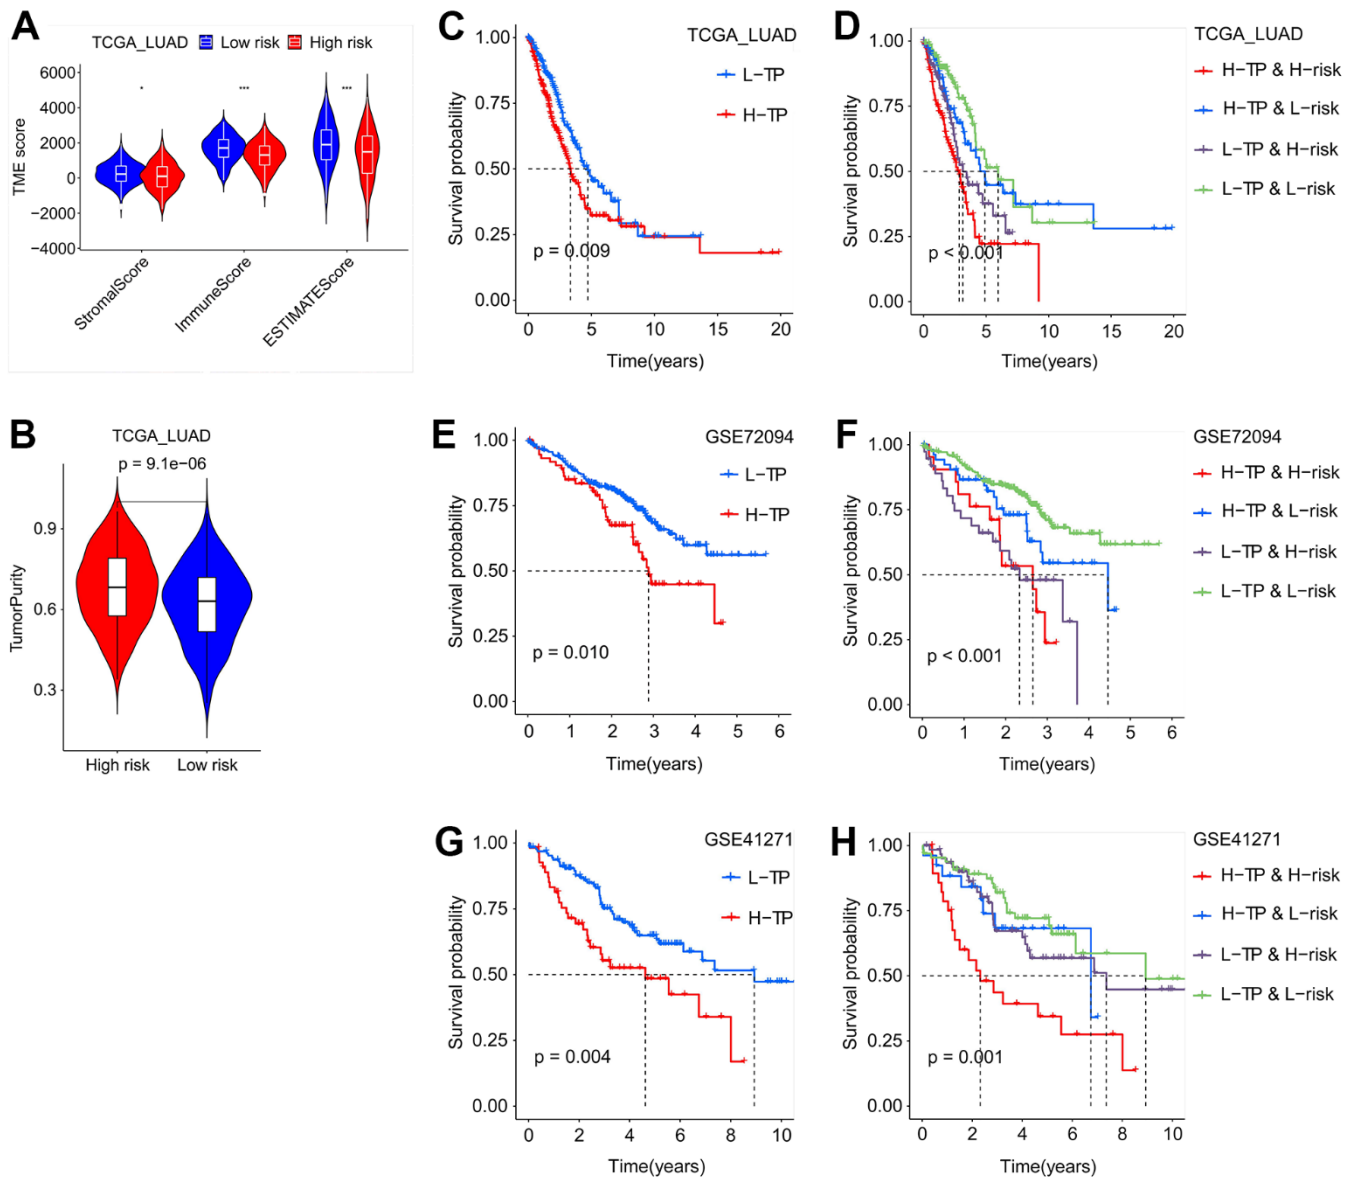 A
TCGA_LUAD Low risk High risk
TME score
6000
4000
2000
0
−2000
−4000
* *** ***
StromalScore
ImmuneScore
ESTIMATEScore
B
TCGA_LUAD
p = 9.1e−06
TumorPurity
0.9
0.6
0.3
High risk Low risk
C
TCGA_LUAD
L−TP
H−TP
Survival probability
1.00
0.75
0.50
0.25
0.00
p = 0.009
0 5 10 15 20
Time(years)
D
TCGA_LUAD
H−TP & H−risk
H−TP & L−risk
L−TP & H−risk
L−TP & L−risk
Survival probability
1.00
0.75
0.50
0.25
0.00
p < 0.001
0 5 10 15 20
Time(years)
E
GSE72094
L−TP
H−TP
Survival probability
1.00
0.75
0.50
0.25
0.00
p = 0.010
0 1 2 3 4 5 6
Time(years)
F
GSE72094
H−TP & H−risk
H−TP & L−risk
L−TP & H−risk
L−TP & L−risk
Survival probability
1.00
0.75
0.50
0.25
0.00
p < 0.001
0 1 2 3 4 5 6
Time(years)
G
GSE41271
L−TP
H−TP
Survival probability
1.00
0.75
0.50
0.25
0.00
p = 0.004
0 2 4 6 8 10
Time(years)
H
GSE41271
H−TP & H−risk
H−TP & L−risk
L−TP & H−risk
L−TP & L−risk
Survival probability
1.00
0.75
0.50
0.25
0.00
p = 0.001
0 2 4 6 8 10
Time(years)